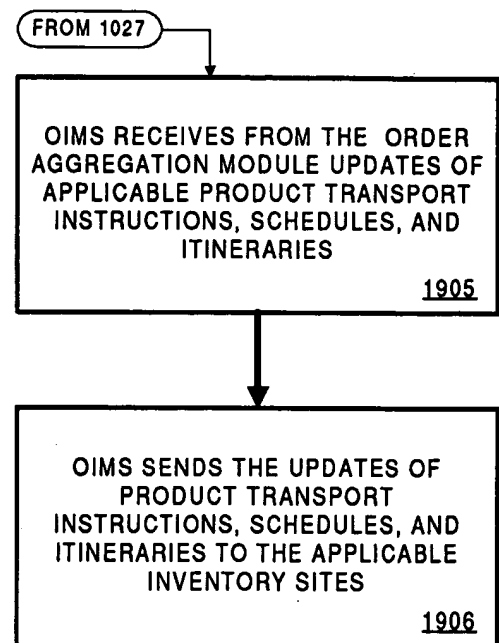 FROM 1027
OIMS RECEIVES FROM THE ORDER
AGGREGATION MODULE UPDATES OF
APPLICABLE PRODUCT TRANSPORT
INSTRUCTIONS, SCHEDULES, AND
ITINERARIES
1905
OIMS SENDS THE UPDATES OF
PRODUCT TRANSPORT
INSTRUCTIONS, SCHEDULES, AND
ITINERARIES TO THE APPLICABLE
INVENTORY SITES
1906